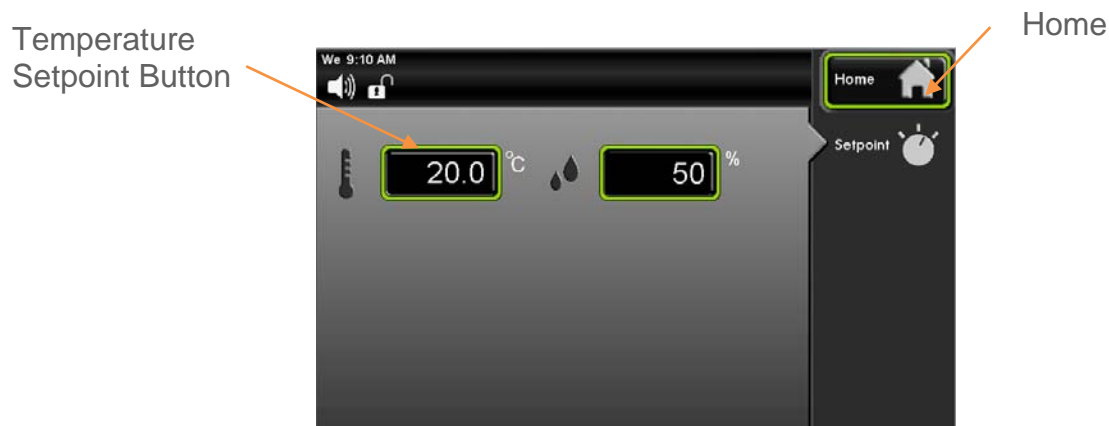 Temperature
Setpoint Button
Home
We 9:10 AM
Home
Setpoint
20.0 °C
50 %